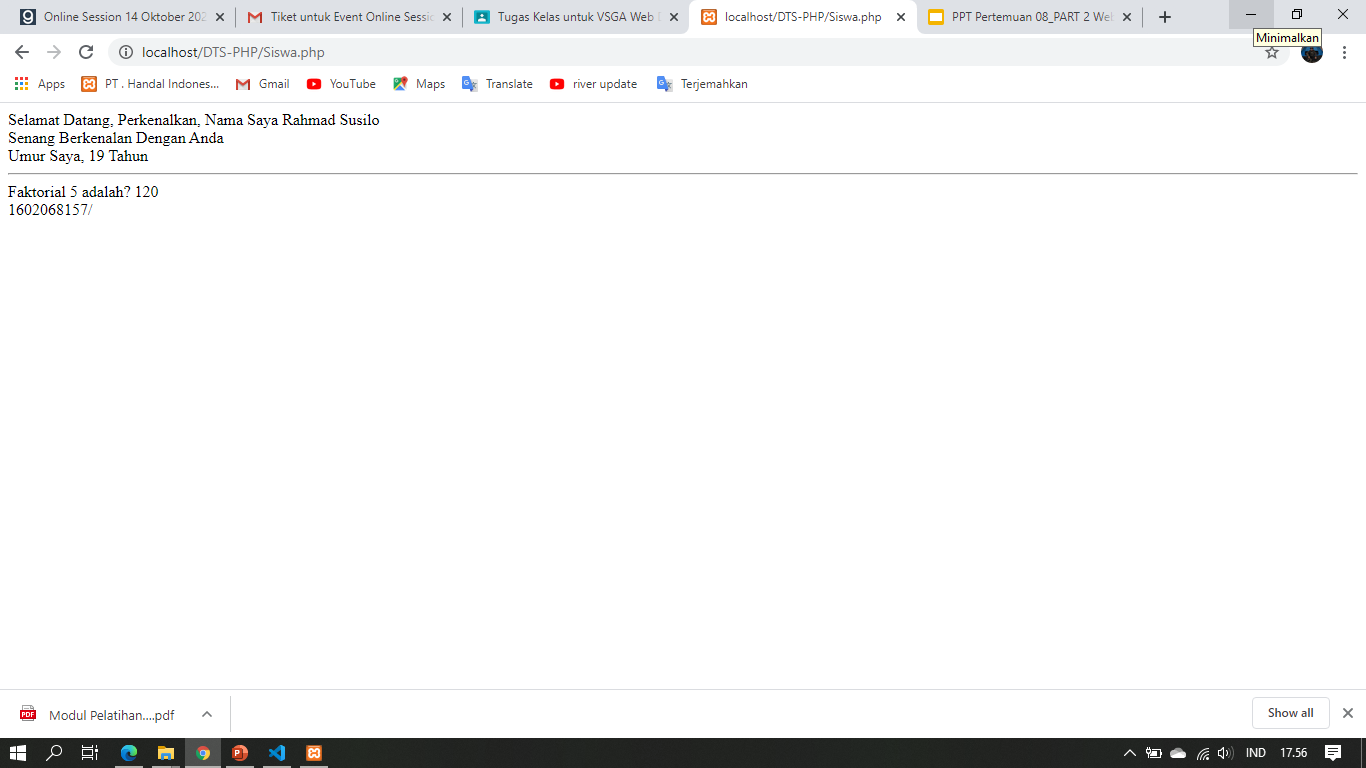 Online Session 14 Oktober 202
Tiket untuk Event Online Sessi
Tugas Kelas untuk VSGA Web
localhost/DTS-PHP/Siswa.php
PPT Pertemuan 08_PART 2 Web
Minimalkan
localhost/DTS-PHP/Siswa.php
Apps
PT . Handal Indones...
Gmail
YouTube
Maps
Translate
river update
Terjemahkan
Selamat Datang, Perkenalkan, Nama Saya Rahmad Susilo
Senang Berkenalan Dengan Anda
Umur Saya, 19 Tahun
Faktorial 5 adalah? 120
1602068157/
Modul Pelatihan....pdf
Show all
IND
17.56